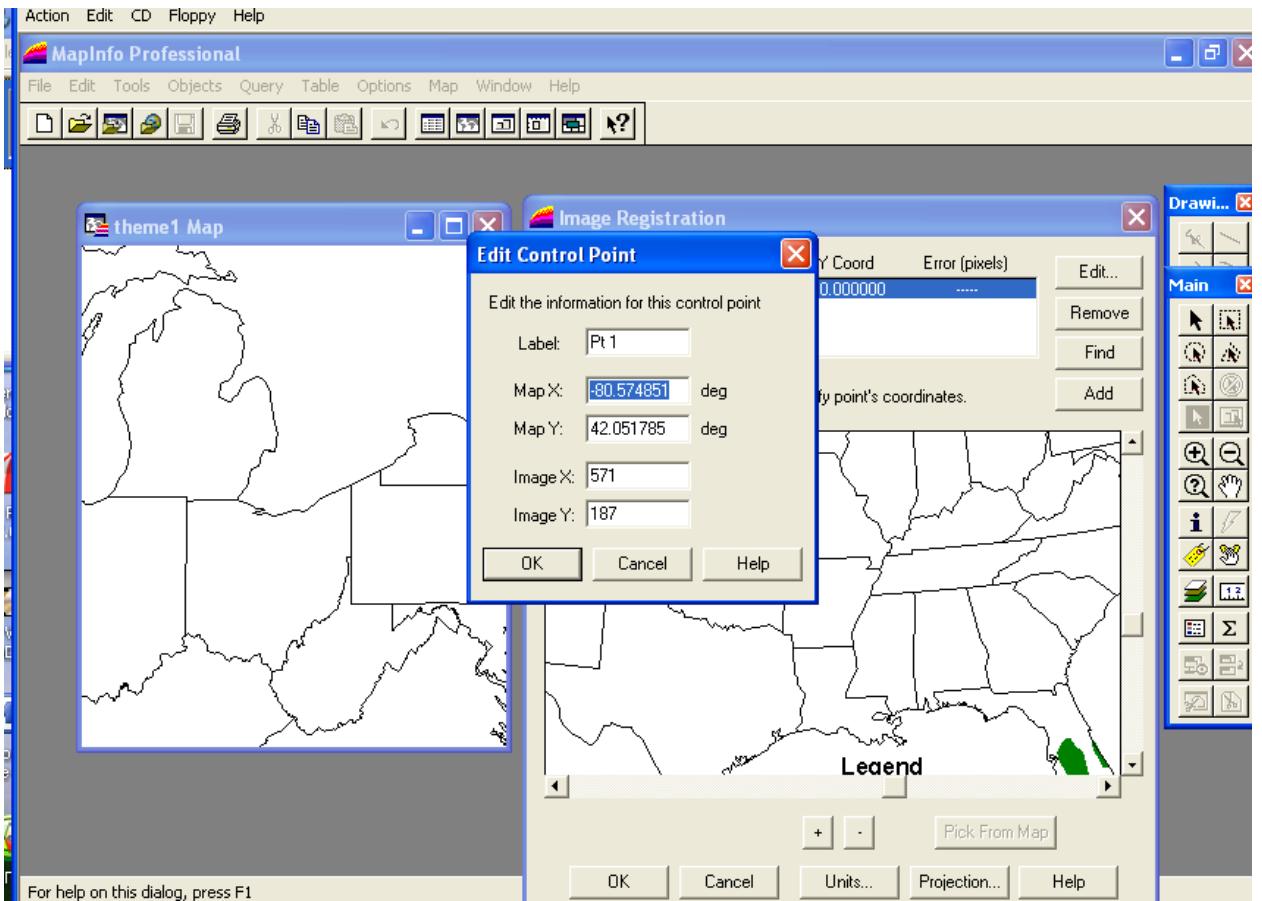 Action Edit CD Floppy Help
MapInfo Professional
File Edit Tools Objects Query Table Options Map Window Help
theme1 Map
Image Registration
Drawi...
Edit Control Point
Y Coord Error (pixels)
0.000000 -----
Edit...
Main
Edit the information for this control point
Remove
Label: Pt 1
Find
Map X: -80.574851 deg
fy point's coordinates.
Add
Map Y: 42.051785 deg
Image X: 571
Image Y: 187
OK Cancel Help
Legend
+ - Pick From Map
OK Cancel Units... Projection... Help
For help on this dialog, press F1